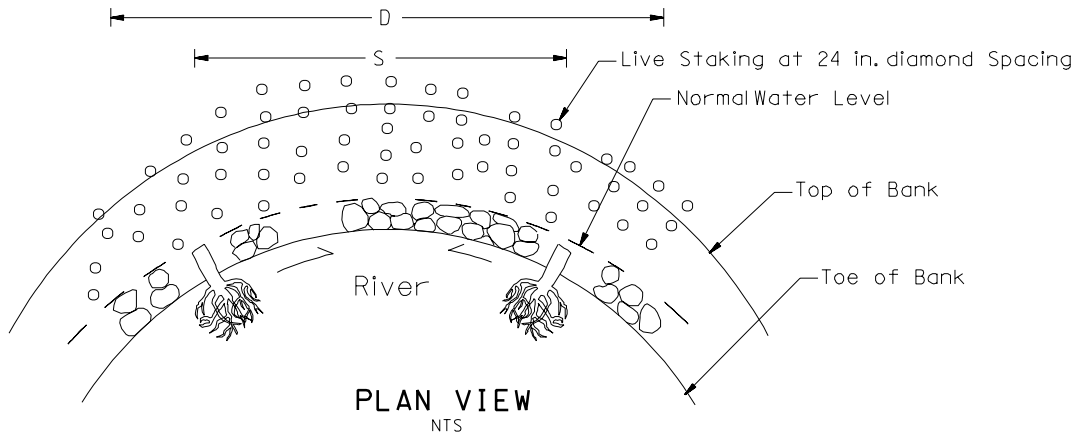 D
S
Live Staking at 24 in. diamond Spacing
Normal Water Level
Top of Bank
Toe of Bank
River
PLAN VIEW
NTS